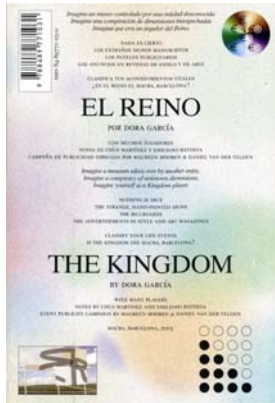 Imagine un museo controlado por una entidad desconocida
Imagine una conspiración de dimensiones insospechadas
Imagine que eres un jugador del Reino.
NADA ES CIERTO
LOS EXTRAÑOS SIGNOS MANUSCRITOS
LOS PANELES PUBLICITARIOS
LOS ANUNCIOS EN REVISTAS DE ESTILO Y DE ARTE
CLASIFICA TUS ACONTECIMIENTOS VITALES
¿ES EL REINO EL MACBA, BARCELONA?
EL REINO
POR DORA GARCÍA
CON MUCHOS JUGADORES
NOTAS DE CHUS MARTÍNEZ Y EMILIANO BATTISTA
CAMPAÑA DE PUBLICIDAD DIRIGIDA POR MAUREEN MOOREN & DANIEL VAN DER VELDEN
Imagine a museum taken over by another entity.
Imagine a conspiracy of unknown dimensions.
Imagine yourself as a Kingdom player.
NOTHING IS TRUE
THE STRANGE, HAND-PAINTED SIGNS
THE BILLBOARDS
THE ADVERTISEMENTS IN STYLE AND ART MAGAZINES
CLASSIFY YOUR LIFE EVENTS.
IS THE KINGDOM THE MACBA, BARCELONA?
THE KINGDOM
BY DORA GARCÍA
WITH MANY PLAYERS
NOTES BY CHUS MARTÍNEZ AND EMILIANO BATTISTA
EVENT PUBLICITY CAMPAIGN BY MAUREEN MOOREN & DANIEL VAN DER VELDEN
MACBA, BARCELONA, 2003